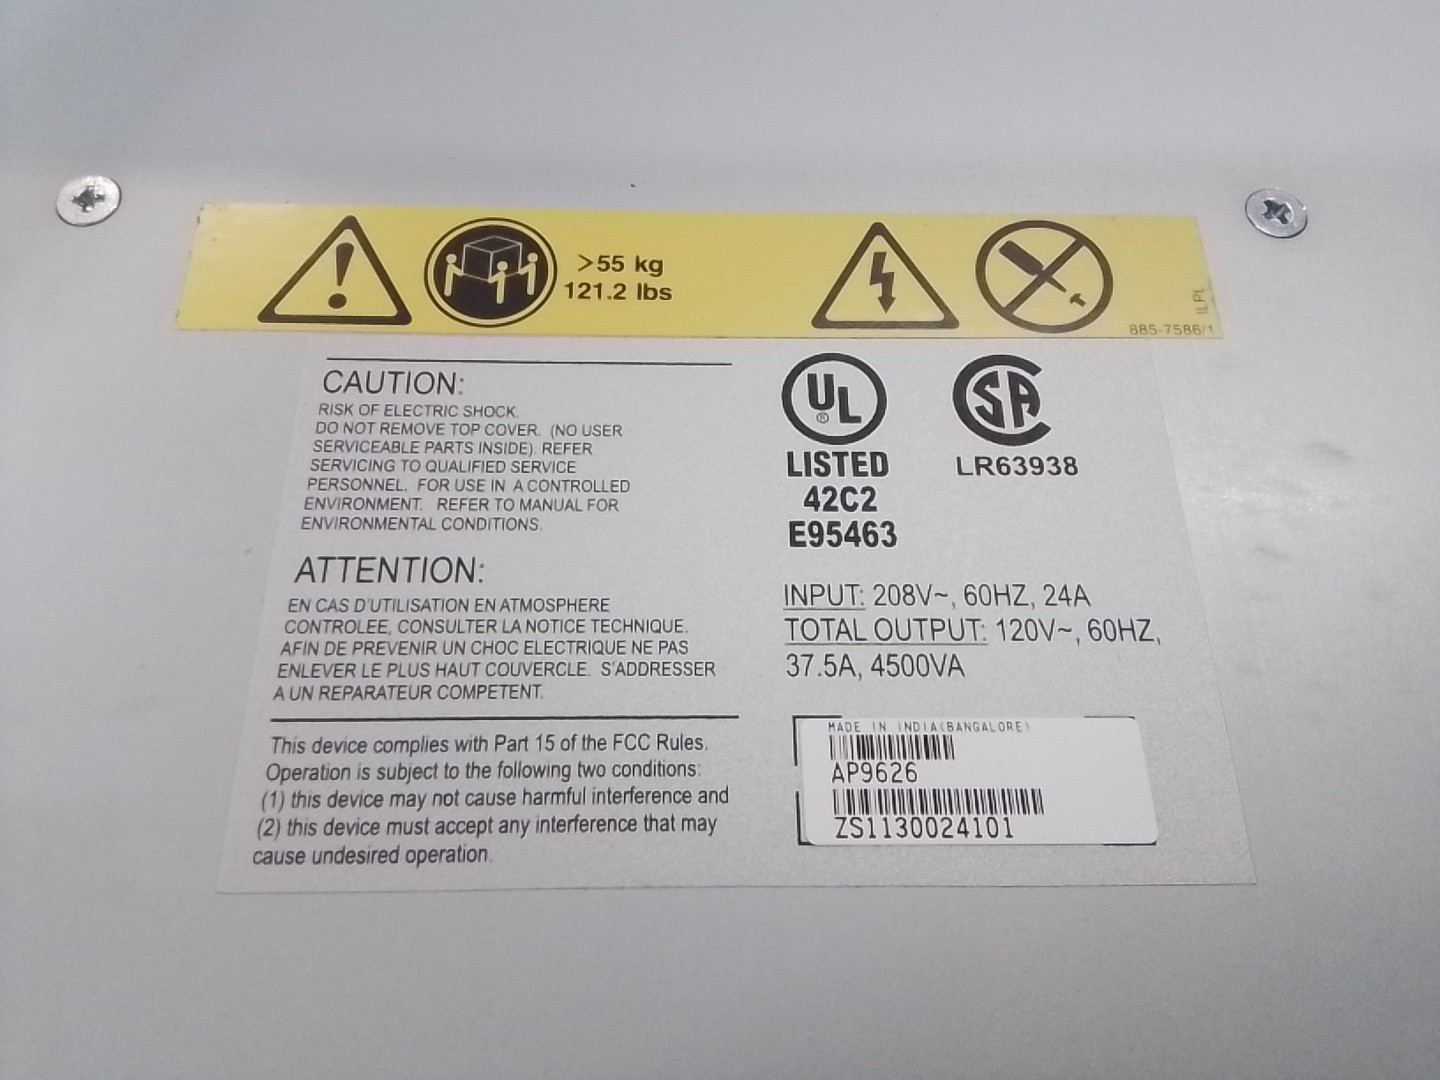 >55 kg
121.2 lbs
ILPL
885-7586/1
CAUTION:
RISK OF ELECTRIC SHOCK.
DO NOT REMOVE TOP COVER. (NO USER
SERVICEABLE PARTS INSIDE). REFER
SERVICING TO QUALIFIED SERVICE
PERSONNEL. FOR USE IN A CONTROLLED
ENVIRONMENT. REFER TO MANUAL FOR
ENVIRONMENTAL CONDITIONS.
ATTENTION:
EN CAS D'UTILISATION EN ATMOSPHERE
CONTROLEE, CONSULTER LA NOTICE TECHNIQUE.
AFIN DE PREVENIR UN CHOC ELECTRIQUE NE PAS
ENLEVER LE PLUS HAUT COUVERCLE. S'ADDRESSER
A UN REPARATEUR COMPETENT.
This device complies with Part 15 of the FCC Rules.
Operation is subject to the following two conditions:
(1) this device may not cause harmful interference and
(2) this device must accept any interference that may
cause undesired operation.
UL ®
LISTED
42C2
E95463
SA
LR63938
INPUT: 208V~, 60HZ, 24A
TOTAL OUTPUT: 120V~, 60HZ,
37.5A, 4500VA
MADE IN INDIA(BANGALORE)
AP9626
ZS1130024101